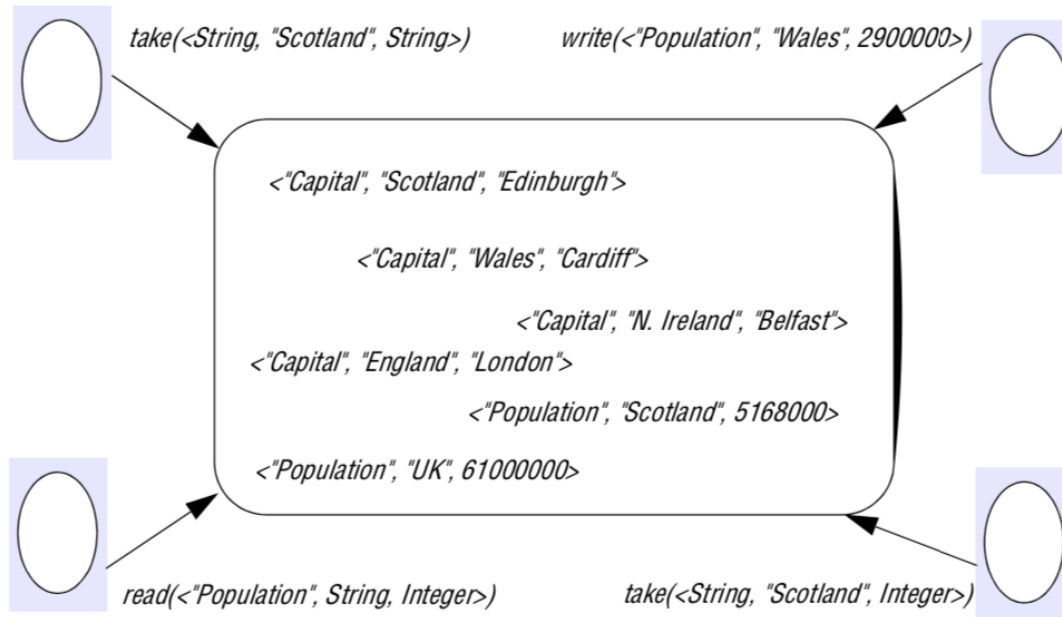 take(<String, "Scotland", String>)
write(<"Population", "Wales", 2900000>)
<"Capital", "Scotland", "Edinburgh">
<"Capital", "Wales", "Cardiff">
<"Capital", "N. Ireland", "Belfast">
<"Capital", "England", "London">
<"Population", "Scotland", 5168000>
<"Population", "UK", 61000000>
read(<"Population", String, Integer>)
take(<String, "Scotland", Integer>)